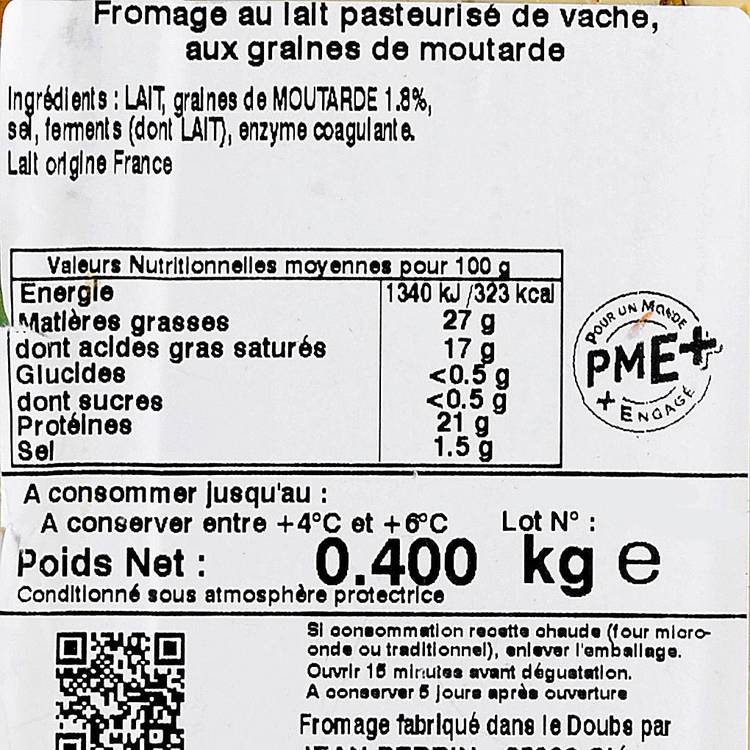 Fromage au lait pasteurisé de vache,
aux graines de moutarde
Ingrédients : LAIT, graines de MOUTARDE 1.8%,
sel, ferments (dont LAIT), enzyme coagulante.
Lait origine France
Valeurs Nutritionnelles moyennes pour 100 g
Energie 1340 kJ /323 kcal
Matières grasses 27 g
dont acides gras saturés 17 g
Glucides <0.5 g
dont sucres <0.5 g
Protéines 21 g
Sel 1.5 g
POUR UN MONDE
PME+
+ ENGAGÉ
A consommer jusqu'au :
A conserver entre +4°C et +6°C Lot N° :
Poids Net : 0.400 kg e
Conditionné sous atmosphère protectrice
Si consommation recette chaude (four micro-
onde ou traditionnel), enlever l'emballage.
Ouvrir 15 minutes avant dégustation.
A conserver 5 jours après ouverture
Fromage fabriqué dans le Doubs par
JEAN PERRIN